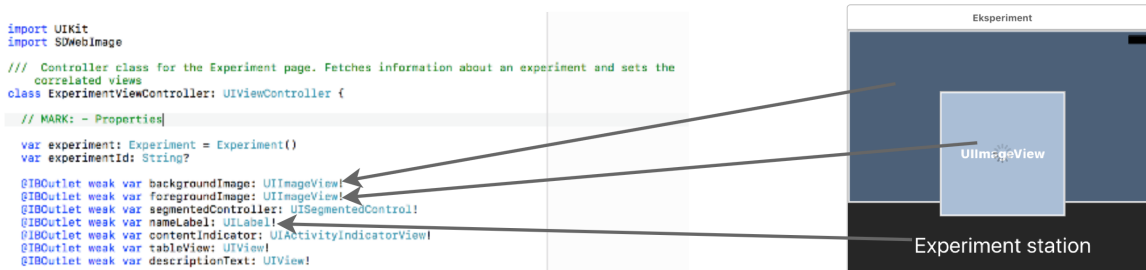 import UIKit
import SDWebImage
/// Controller class for the Experiment page. Fetches information about an experiment and sets the
correlated views
class ExperimentViewController: UIViewController {
// MARK: - Properties
var experiment: Experiment = Experiment()
var experimentId: String?
@IBOutlet weak var backgroundImage: UIImageView!
@IBOutlet weak var foregroundImage: UIImageView!
@IBOutlet weak var segmentedController: UISegmentedControl!
@IBOutlet weak var nameLabel: UILabel!
@IBOutlet weak var contentIndicator: UIActivityIndicatorView!
@IBOutlet weak var tableView: UIView!
@IBOutlet weak var descriptionText: UIView!
Eksperiment
UIImageView
Experiment station